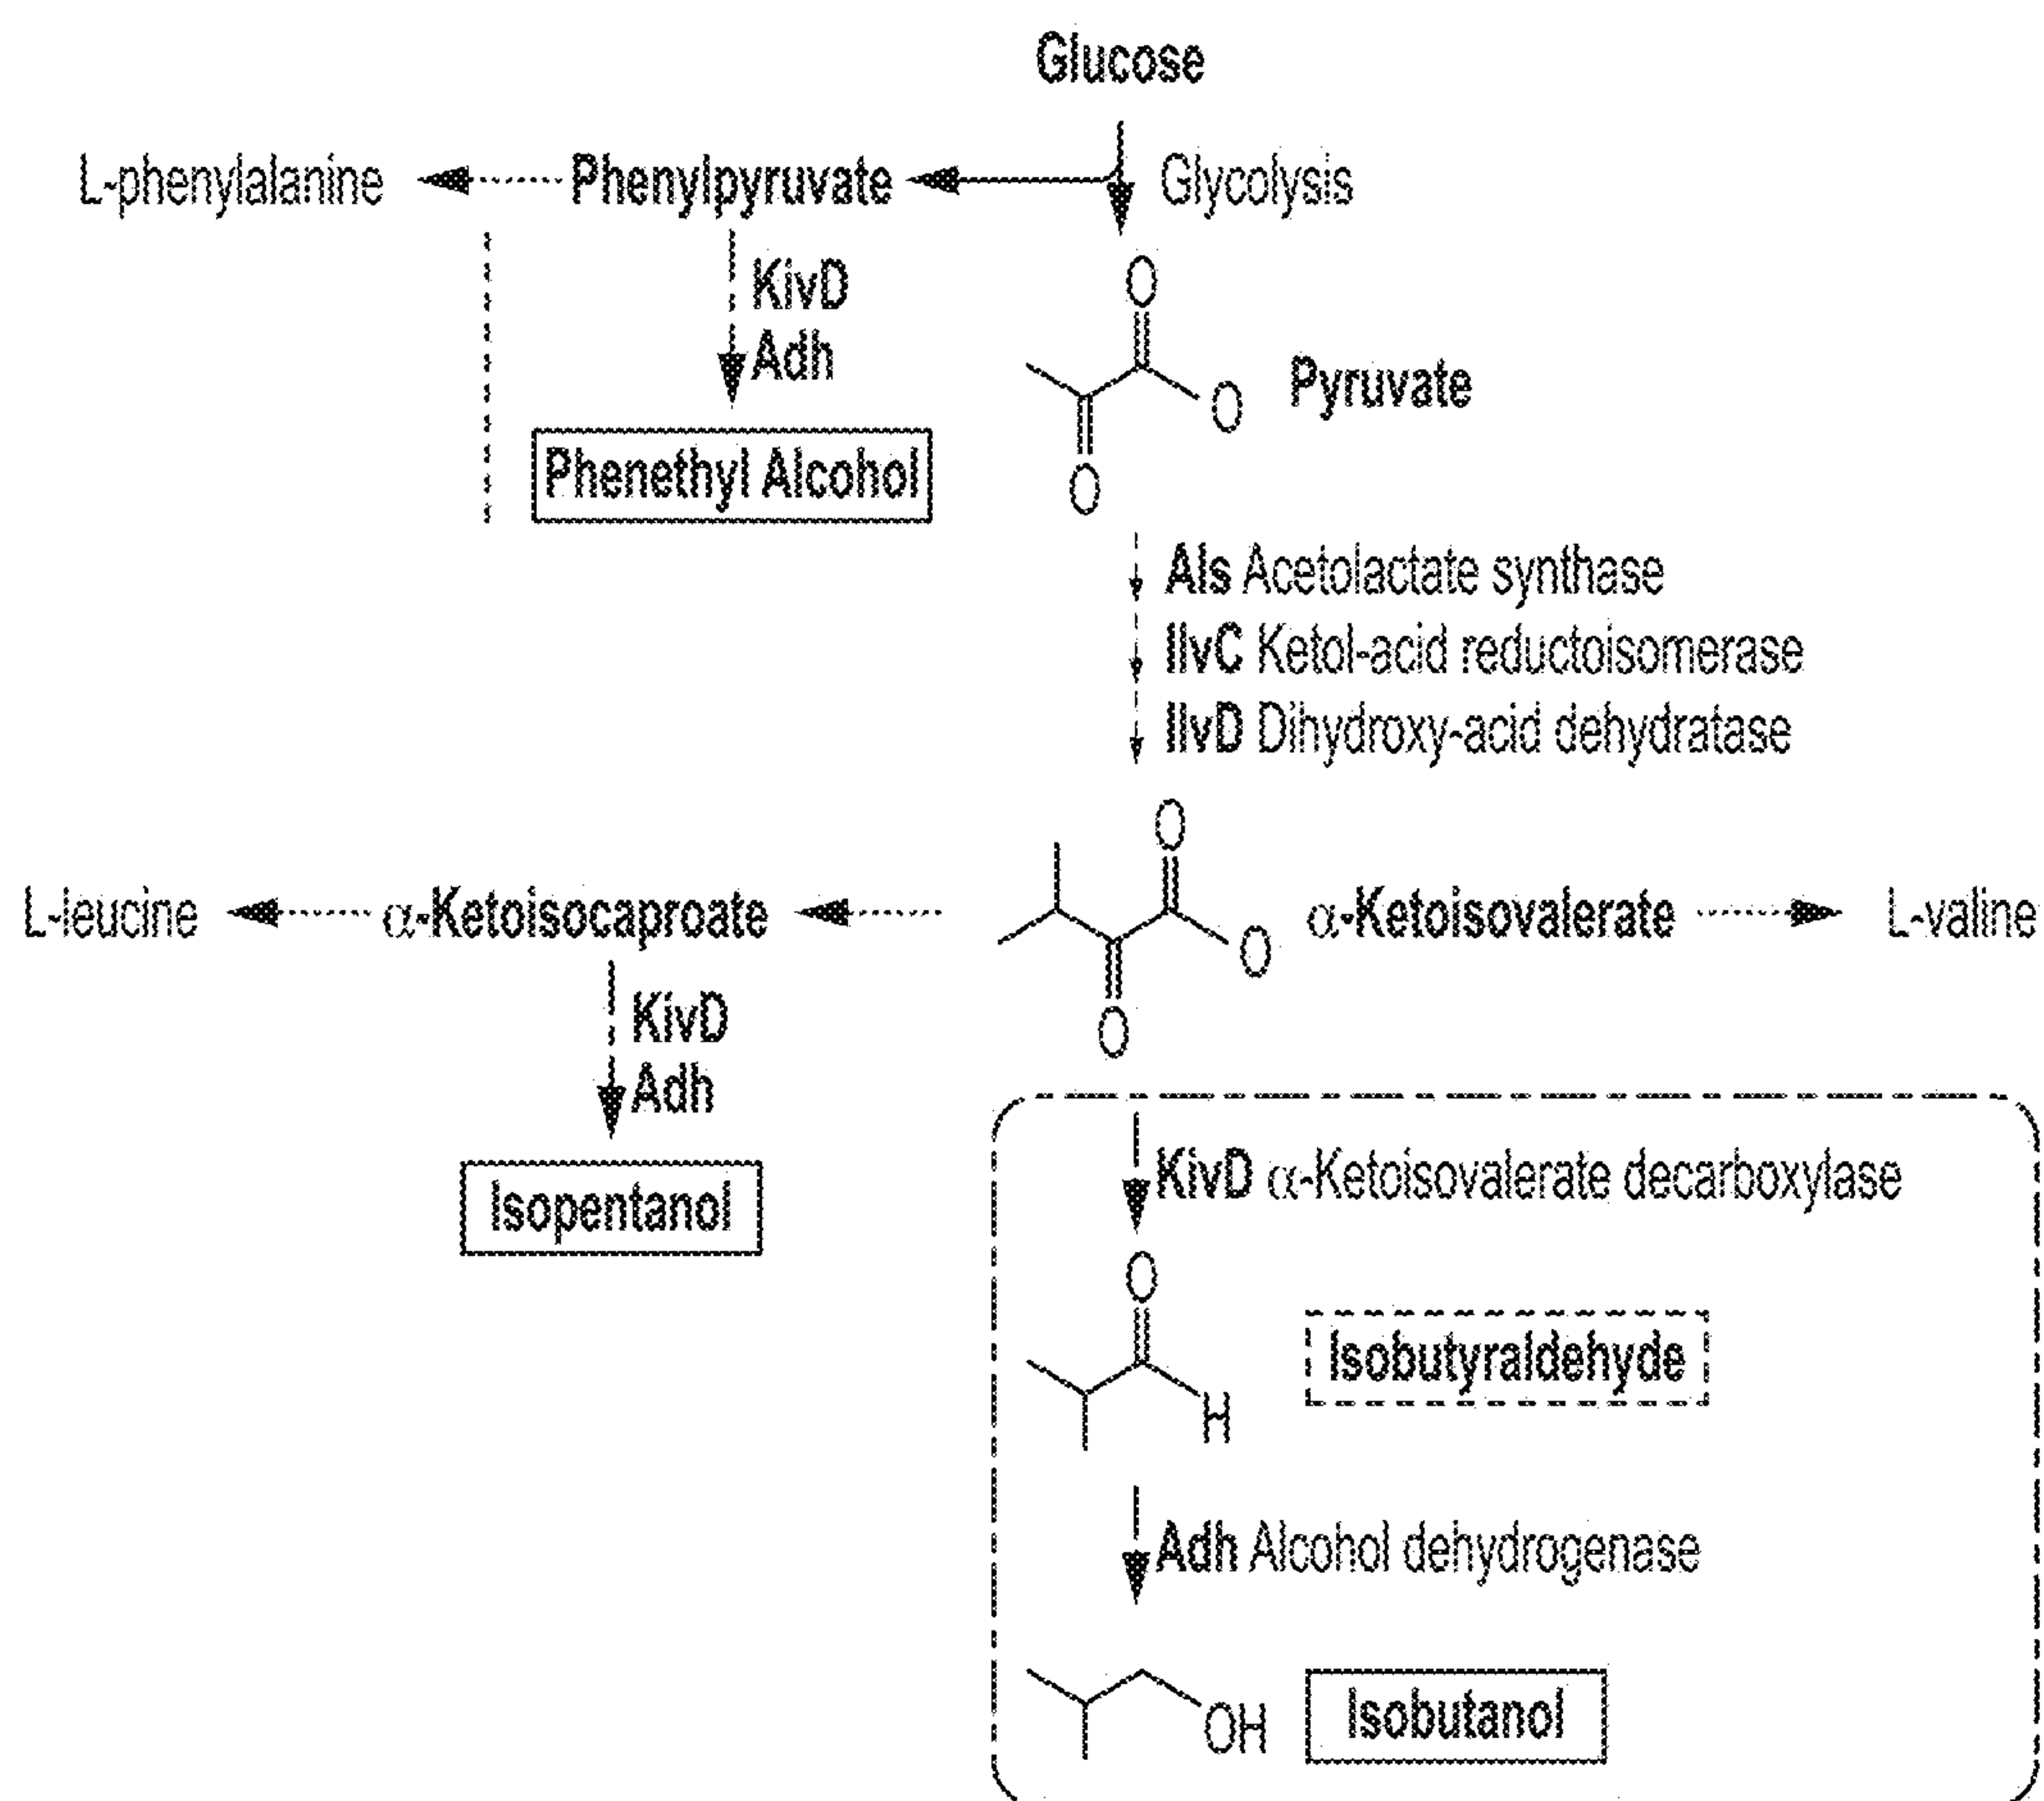 Glucose
L-phenylalanine
Phenylpyruvate
Glycolysis
KivD
Adh
Phenethyl Alcohol
O
O
O
Pyruvate
Als Acetolactate synthase
IlvC Ketol-acid reductoisomerase
IlvD Dihydroxy-acid dehydratase
L-leucine
α-Ketoisocaproate
O
O
O
α-Ketoisovalerate
L-valine
KivD
Adh
Isopentanol
KivD α-Ketoisovalerate decarboxylase
O
H
Isobutyraldehyde
Adh Alcohol dehydrogenase
OH
Isobutanol